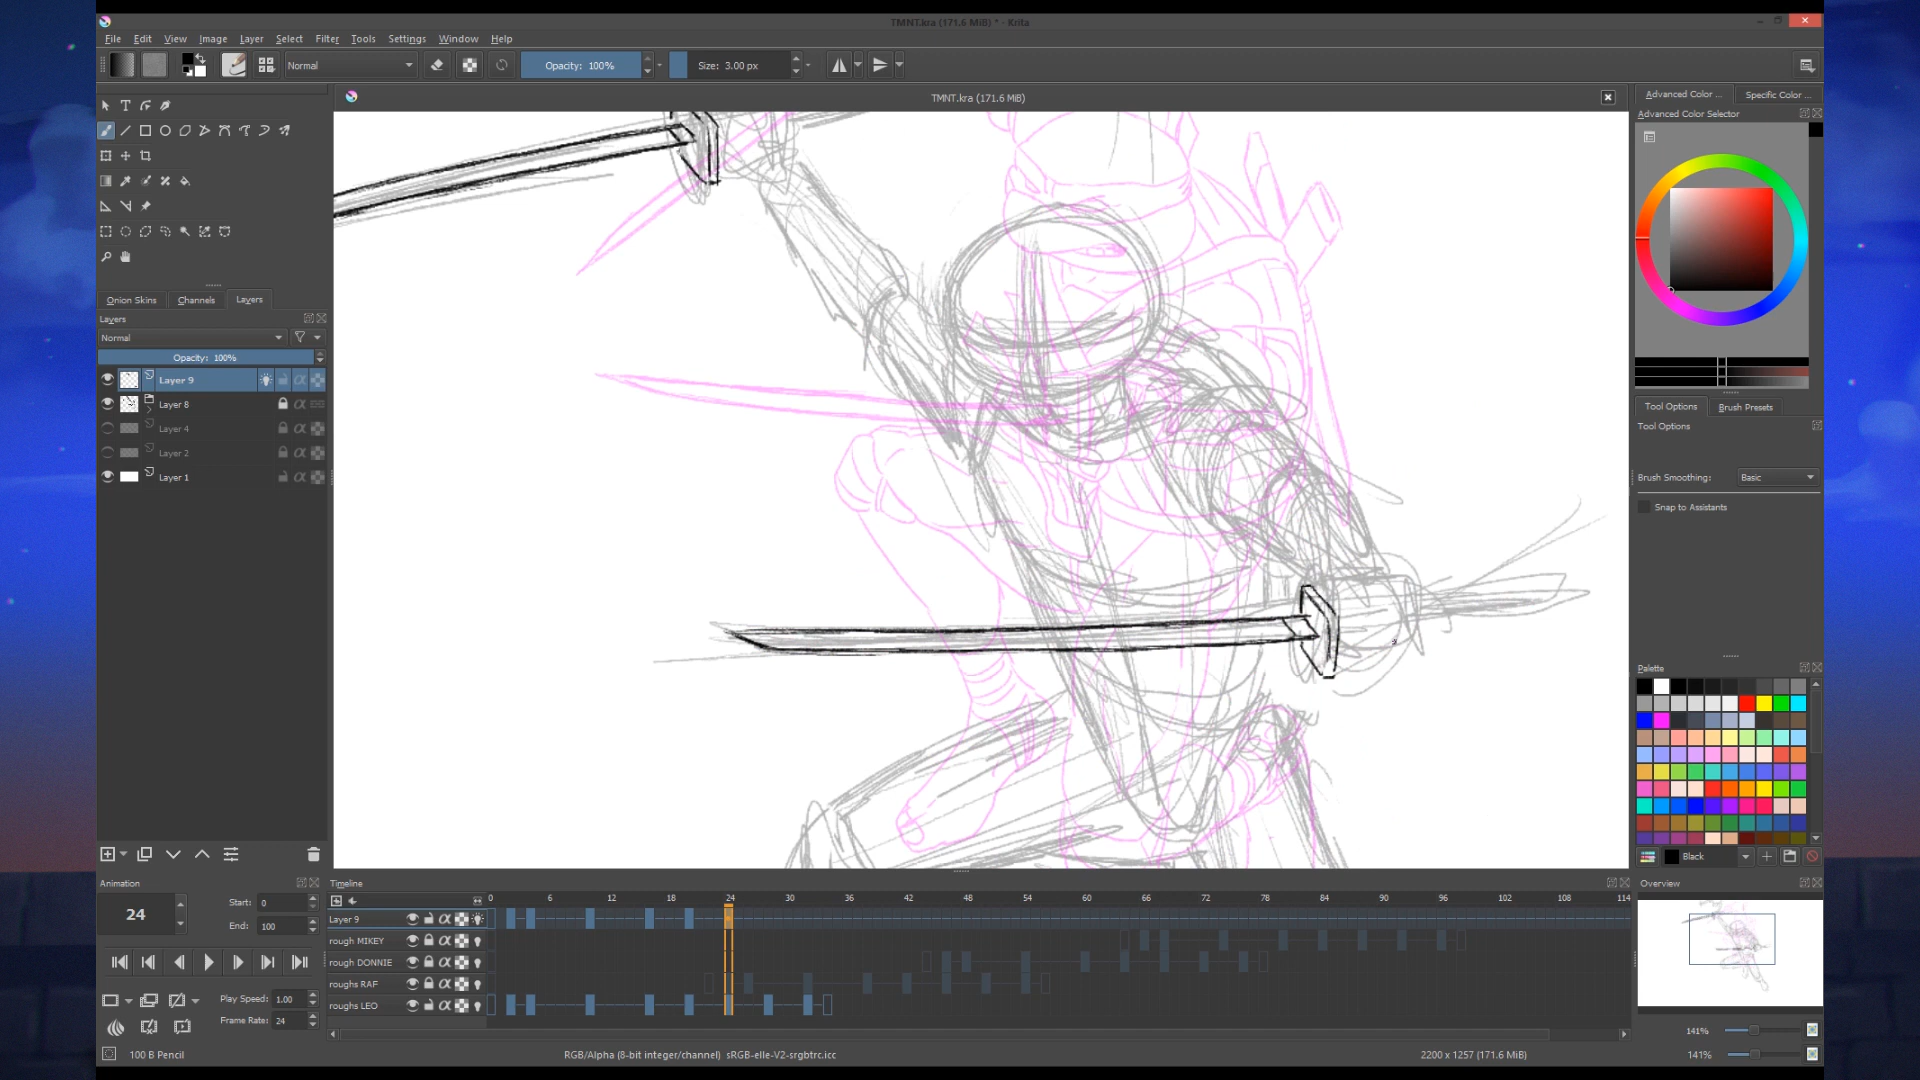 TMNT.kra (171.6 MiB) * - Krita
File Edit View Image Layer Select Filter Tools Settings Window Help
Normal Opacity: 100% Size: 3.00 px
TMNT.kra (171.6 MiB)
Advanced Color ... Specific Color ...
Advanced Color Selector
Onion Skins Channels Layers
Layers
Normal
Opacity: 100%
Layer 9
Layer 8
Layer 4
Layer 2
Layer 1
Tool Options Brush Presets
Tool Options
Brush Smoothing: Basic
Snap to Assistants
Palette
Black
Animation
24
Start: 0
End: 100
Play Speed: 1.00
Frame Rate: 24
Timeline
0 6 12 18 24 30 36 42 48 54 60 66 72 78 84 90 96 102 108 114
Layer 9
rough MIKEY
rough DONNIE
roughs RAF
roughs LEO
Overview
141%
141%
100 B Pencil
RGB/Alpha (8-bit integer/channel) sRGB-elle-V2-srgbtrc.icc
2200 x 1257 (171.6 MiB)